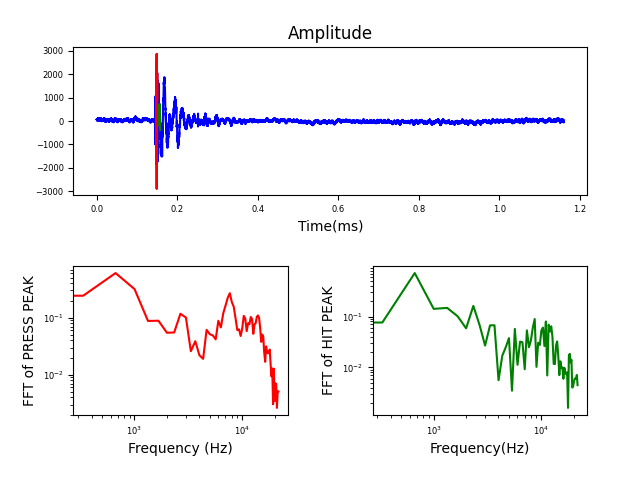 Amplitude
3000
2000
1000
0
−1000
−2000
−3000
0.0 0.2 0.4 0.6 0.8 1.0 1.2
Time(ms)
FFT of PRESS PEAK
10⁻¹
10⁻²
10³ 10⁴
Frequency (Hz)
FFT of HIT PEAK
10⁻¹
10⁻²
10³ 10⁴
Frequency(Hz)